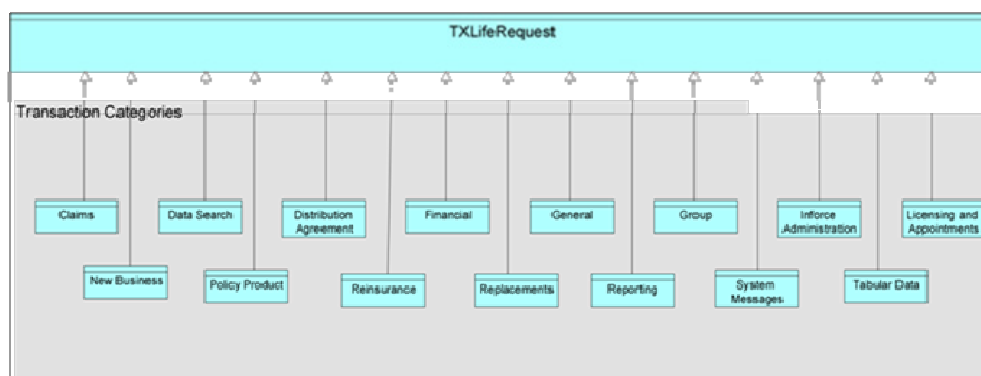 TXLifeRequest
Transaction Categories
Claims
Data Search
Distribution
Agreement
Financial
General
Group
Inforce
Administration
Licensing and
Appointments
New Business
Policy Product
Reinsurance
Replacements
Reporting
System
Messages
Tabular Data